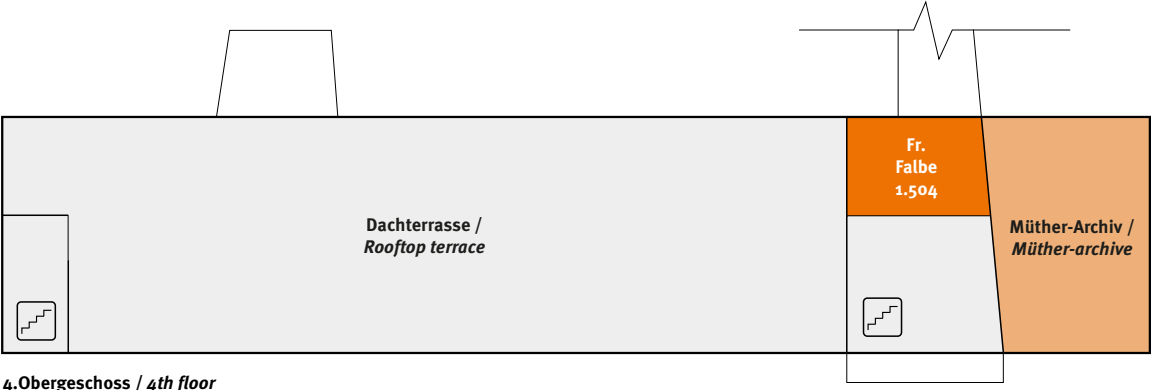 Fr.
Falbe
1.504
Dachterrasse /
Rooftop terrace
Müther-Archiv /
Müther-archive
4.Obergeschoss / 4th floor